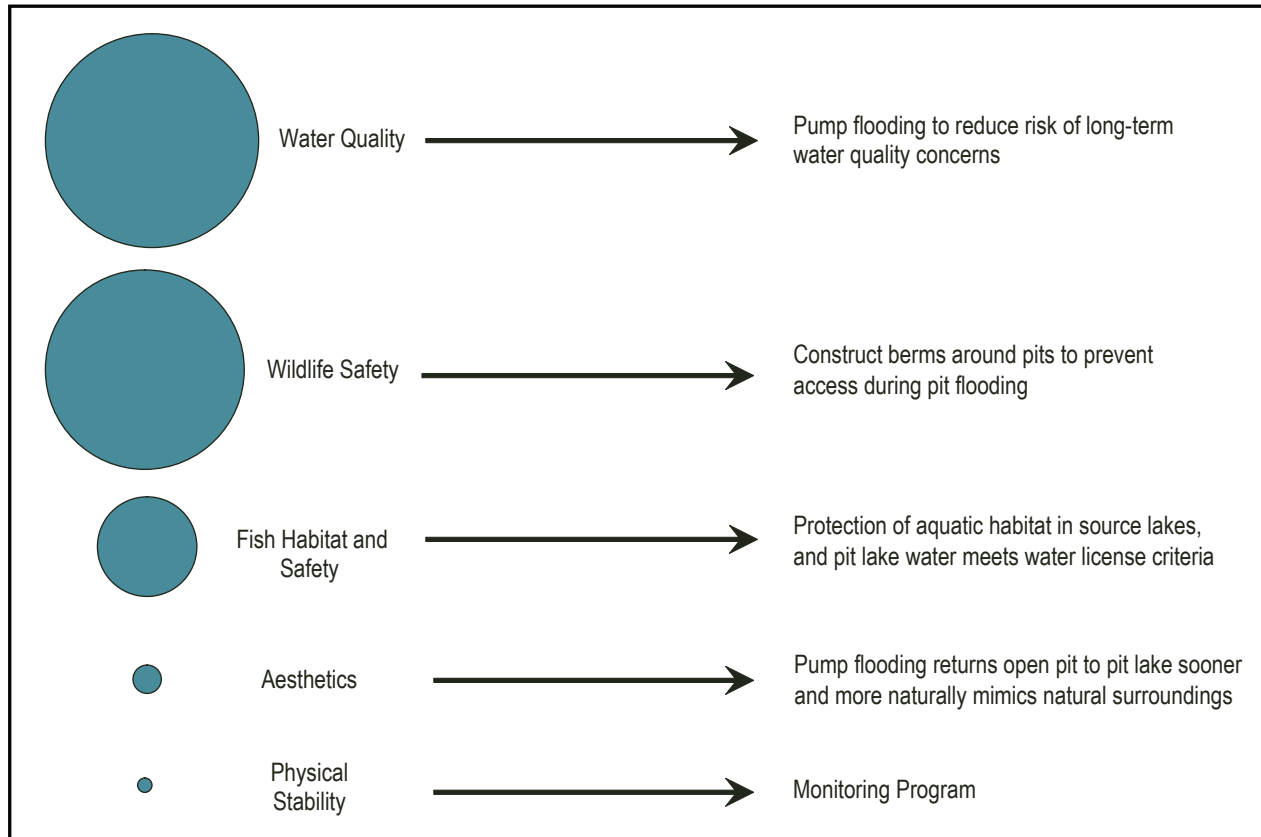 Water Quality
Pump flooding to reduce risk of long-term
water quality concerns
Wildlife Safety
Construct berms around pits to prevent
access during pit flooding
Fish Habitat and
Safety
Protection of aquatic habitat in source lakes,
and pit lake water meets water license criteria
Aesthetics
Pump flooding returns open pit to pit lake sooner
and more naturally mimics natural surroundings
Physical
Stability
Monitoring Program